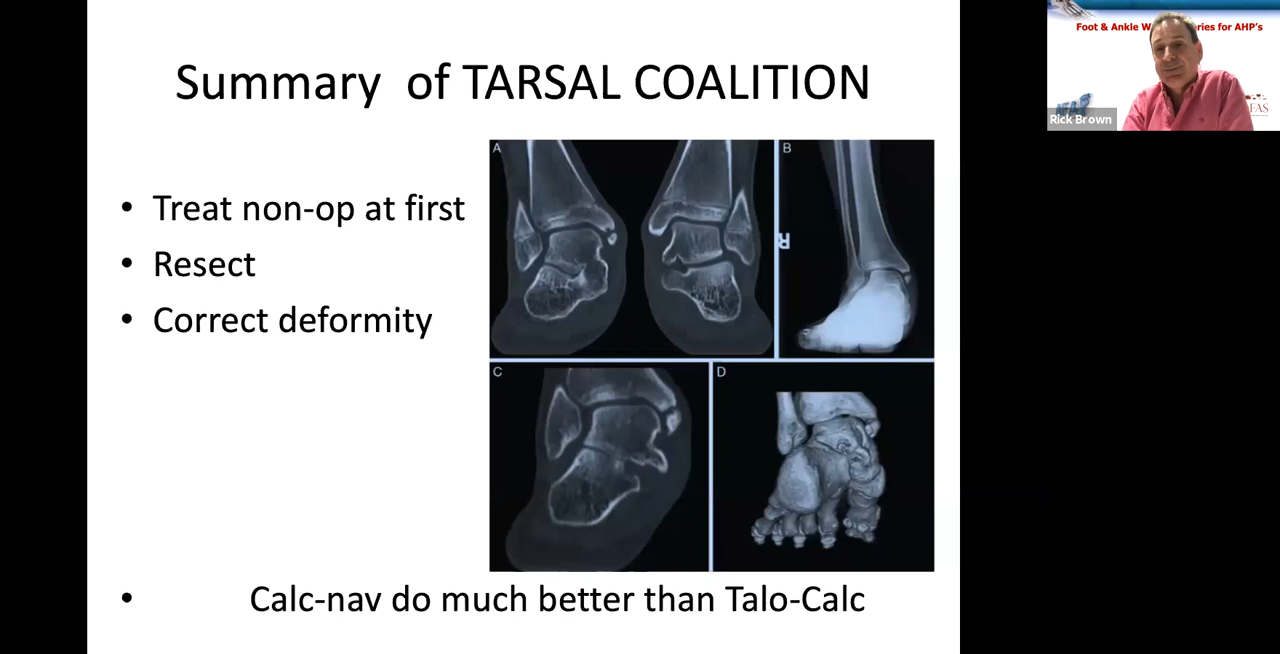 Summary of TARSAL COALITION
• Treat non-op at first
• Resect
• Correct deformity
A
B
R
C
D
• Calc-nav do much better than Talo-Calc
Foot & Ankle W
ries for AHP's
Rick Brown
FAS